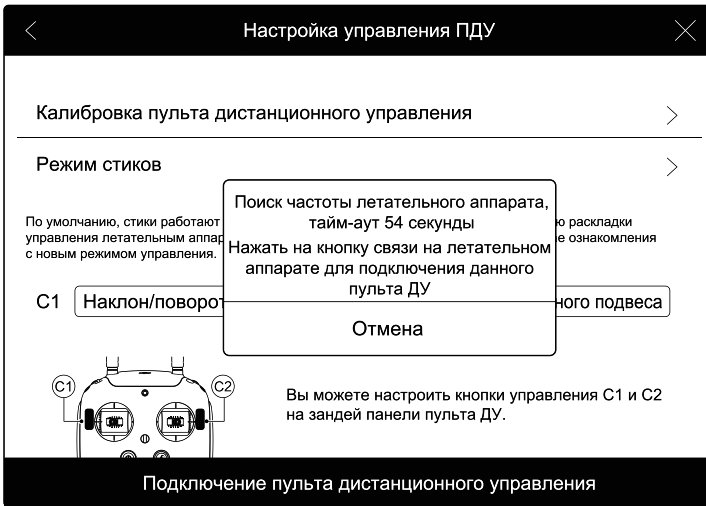 Настройка управления ПДУ
Калибровка пульта дистанционного управления
Режим стиков
Поиск частоты летательного аппарата,
тайм-аут 54 секунды
Нажать на кнопку связи на летательном
аппарате для подключения данного
пульта ДУ
Отмена
По умолчанию, стики работают ю раскладки
управления летательным аппар е ознакомления
с новым режимом управления.
C1 Наклон/поворот ного подвеса
C1 C2
Вы можете настроить кнопки управления C1 и C2
на зандей панели пульта ДУ.
Подключение пульта дистанционного управления